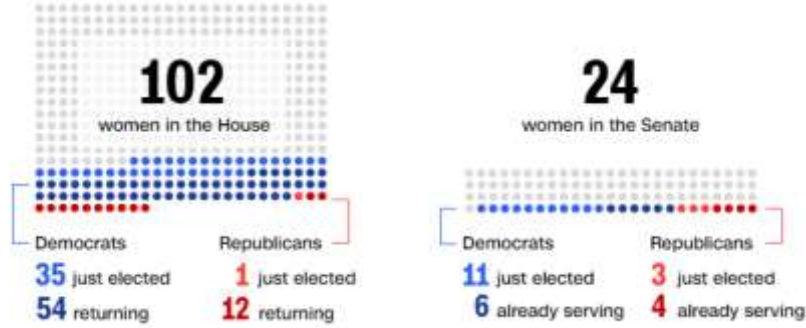 102
women in the House
Democrats
35 just elected
54 returning
Republicans
1 just elected
12 returning
24
women in the Senate
Democrats
11 just elected
6 already serving
Republicans
3 just elected
4 already serving